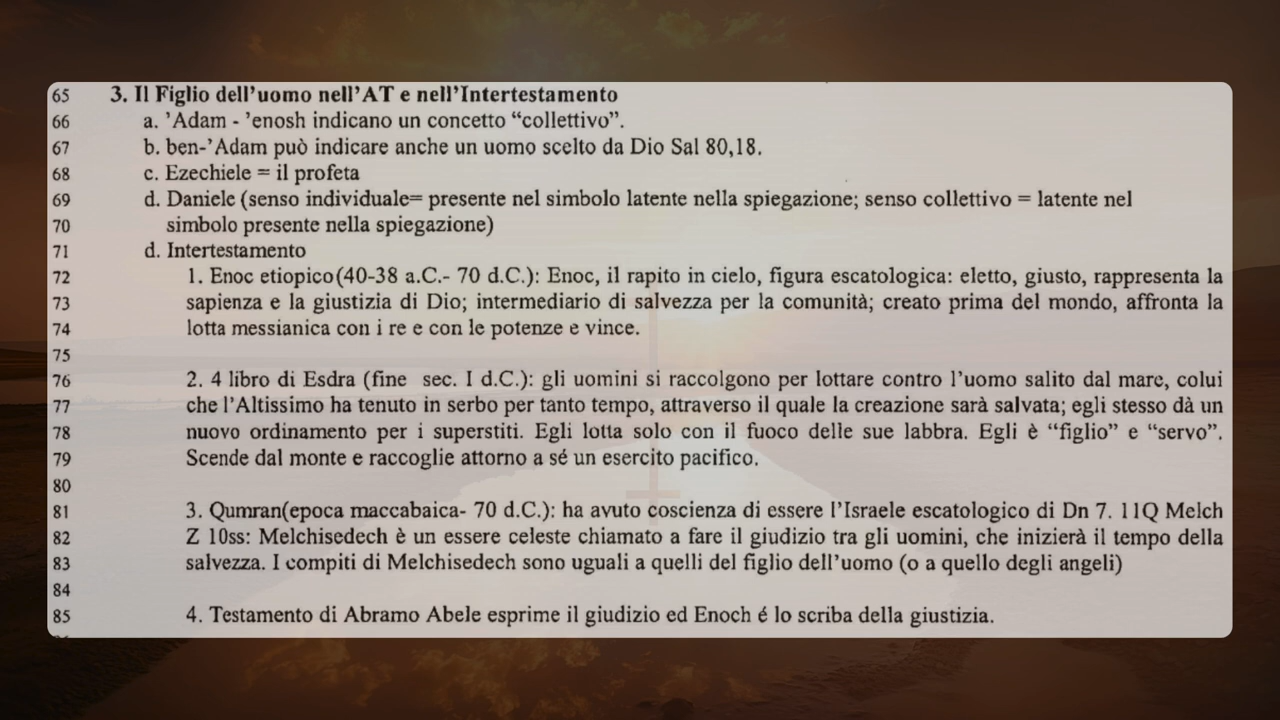 65 3. Il Figlio dell'uomo nell'AT e nell'Intertestamento
66 a. 'Adam - 'enosh indicano un concetto “collettivo”.
67 b. ben-'Adam può indicare anche un uomo scelto da Dio Sal 80,18.
68 c. Ezechiele = il profeta
69 d. Daniele (senso individuale= presente nel simbolo latente nella spiegazione; senso collettivo = latente nel
70 simbolo presente nella spiegazione)
71 d. Intertestamento
72 1. Enoc etiopico(40-38 a.C.- 70 d.C.): Enoc, il rapito in cielo, figura escatologica: eletto, giusto, rappresenta la
73 sapienza e la giustizia di Dio; intermediario di salvezza per la comunità; creato prima del mondo, affronta la
74 lotta messianica con i re e con le potenze e vince.
75
76 2. 4 libro di Esdra (fine sec. I d.C.): gli uomini si raccolgono per lottare contro l'uomo salito dal mare, colui
77 che l'Altissimo ha tenuto in serbo per tanto tempo, attraverso il quale la creazione sarà salvata; egli stesso dà un
78 nuovo ordinamento per i superstiti. Egli lotta solo con il fuoco delle sue labbra. Egli è “figlio” e “servo”.
79 Scende dal monte e raccoglie attorno a sé un esercito pacifico.
80
81 3. Qumran(epoca maccabaica- 70 d.C.): ha avuto coscienza di essere l'Israele escatologico di Dn 7. 11Q Melch
82 Z 10ss: Melchisedech è un essere celeste chiamato a fare il giudizio tra gli uomini, che inizierà il tempo della
83 salvezza. I compiti di Melchisedech sono uguali a quelli del figlio dell'uomo (o a quello degli angeli)
84
85 4. Testamento di Abramo Abele esprime il giudizio ed Enoch é lo scriba della giustizia.